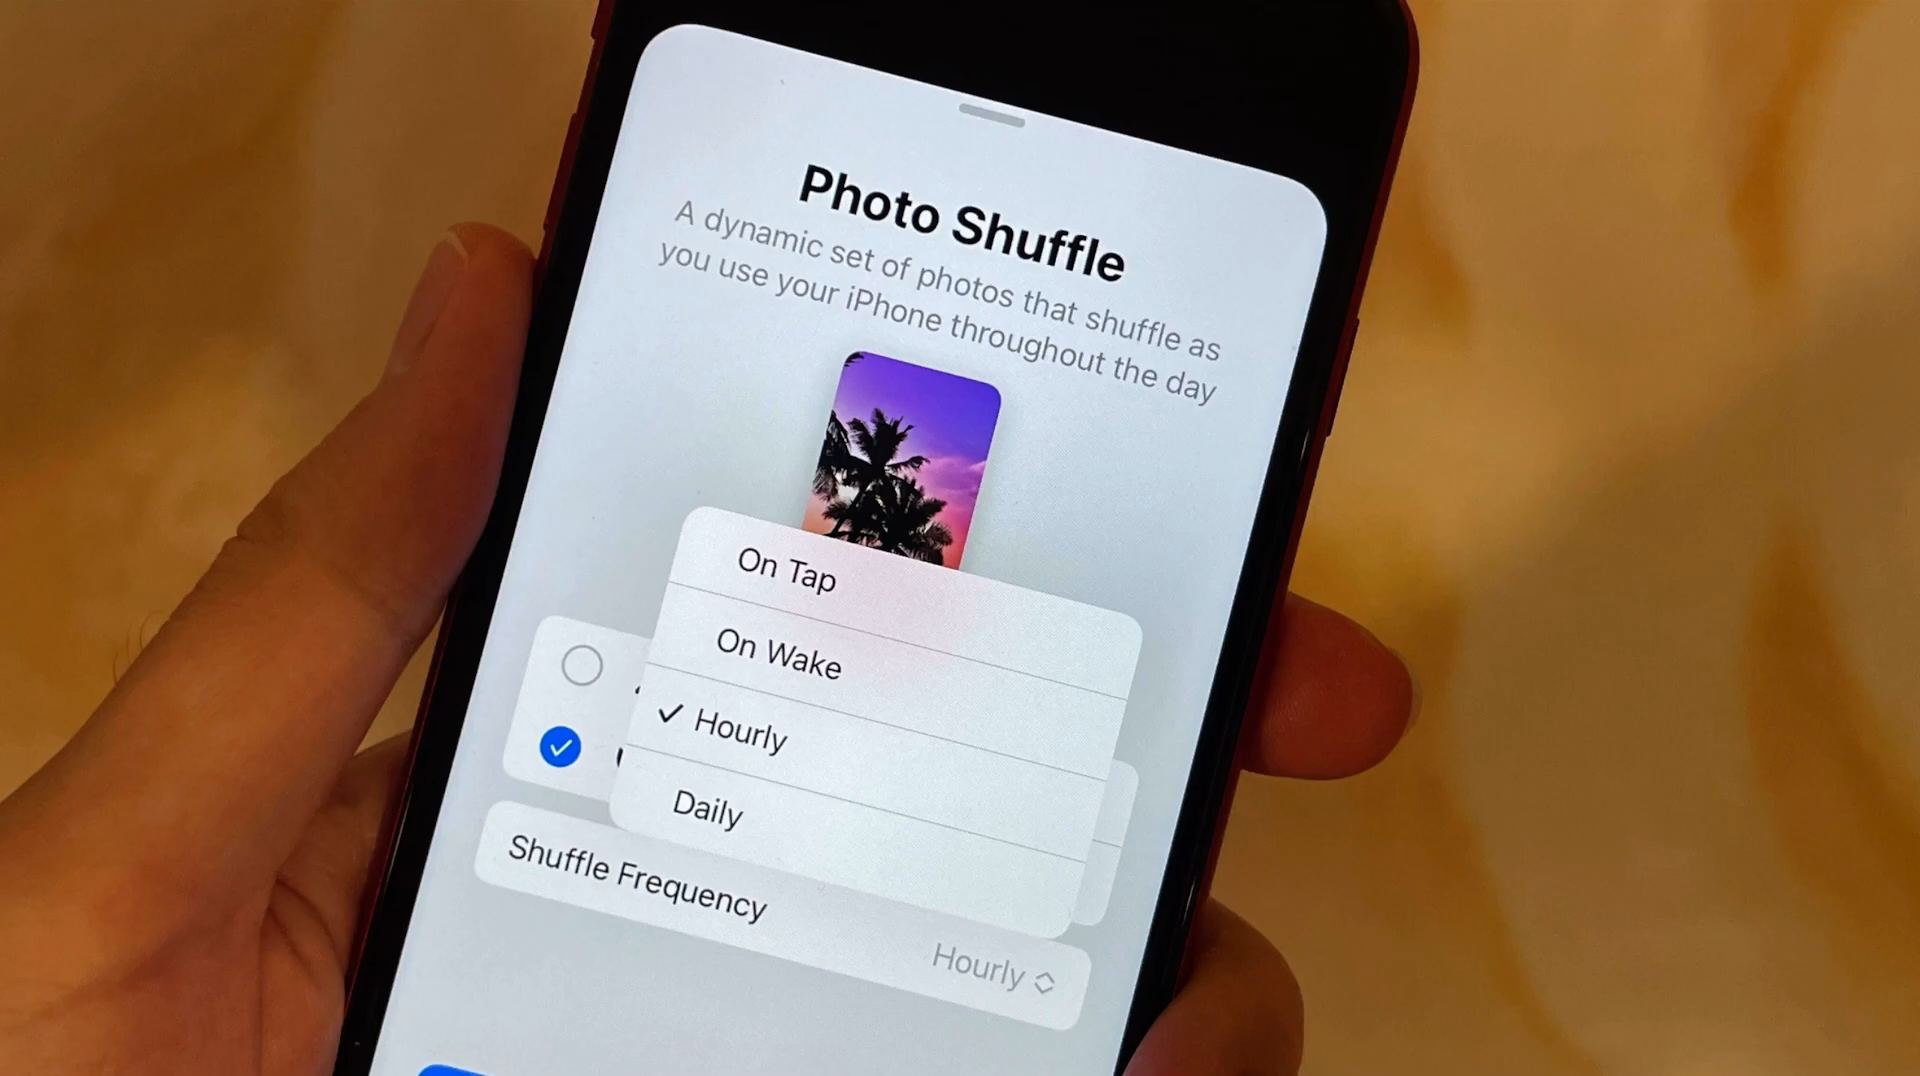 Photo Shuffle
A dynamic set of photos that shuffle as
you use your iPhone throughout the day
On Tap
On Wake
Hourly
Daily
Shuffle Frequency
Hourly